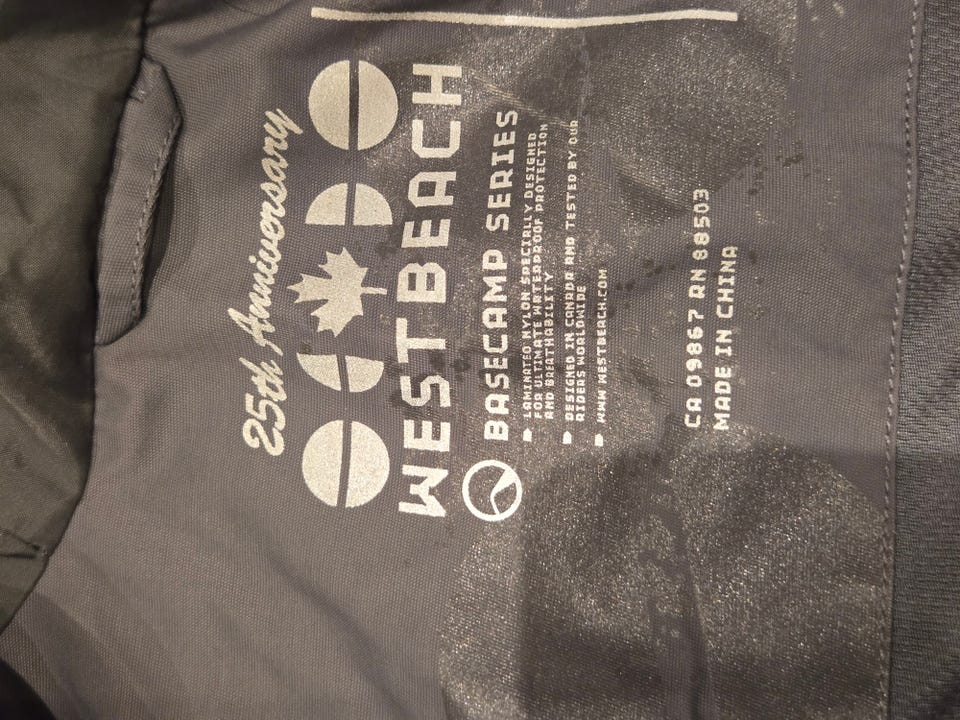 25th Anniversary
WESTBEACH
BASECAMP SERIES
LAMINATED NYLON SPECIALLY DESIGNED
FOR ULTIMATE WATERPROOF PROTECTION
AND BREATHABILITY
DESIGNED IN CANADA AND TESTED BY OUR
RIDERS WORLDWIDE
WWW.WESTBEACH.COM
CA 09867 RN 88503
MADE IN CHINA